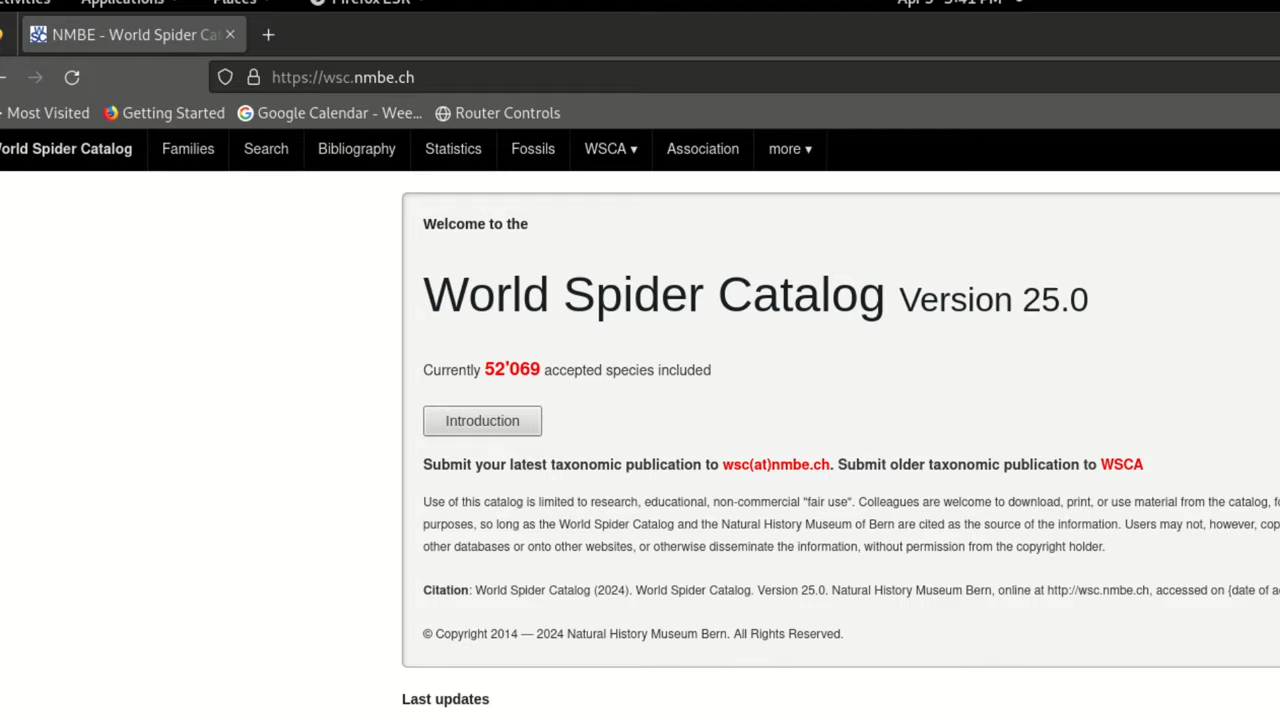 Applications Places Firefox ESR
NMBE - World Spider Cat
https://wsc.nmbe.ch
Most Visited Getting Started Google Calendar - Wee... Router Controls
World Spider Catalog Families Search Bibliography Statistics Fossils WSCA ▾ Association more ▾
Welcome to the
World Spider Catalog Version 25.0
Currently 52'069 accepted species included
Introduction
Submit your latest taxonomic publication to wsc(at)nmbe.ch. Submit older taxonomic publication to WSCA
Use of this catalog is limited to research, educational, non-commercial "fair use". Colleagues are welcome to download, print, or use material from the catalog, fo
purposes, so long as the World Spider Catalog and the Natural History Museum of Bern are cited as the source of the information. Users may not, however, cop
other databases or onto other websites, or otherwise disseminate the information, without permission from the copyright holder.
Citation: World Spider Catalog (2024). World Spider Catalog. Version 25.0. Natural History Museum Bern, online at http://wsc.nmbe.ch, accessed on {date of a
© Copyright 2014 — 2024 Natural History Museum Bern. All Rights Reserved.
Last updates